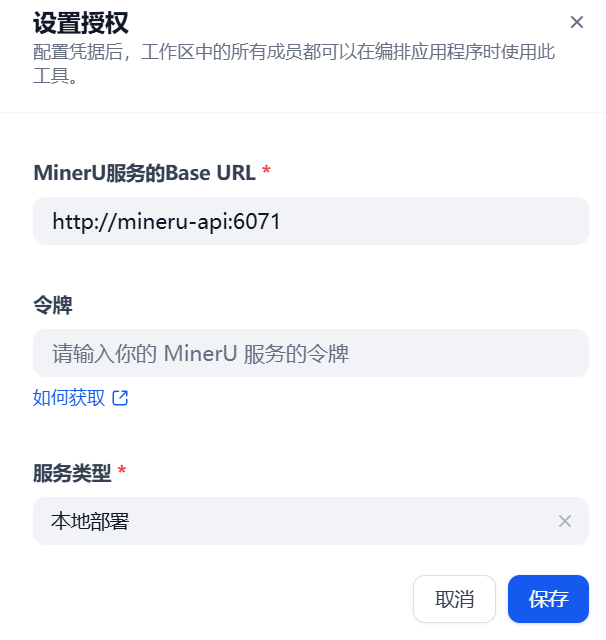 设置授权
配置凭据后，工作区中的所有成员都可以在编排应用程序时使用此
工具。
MinerU服务的Base URL *
http://mineru-api:6071
令牌
请输入你的 MinerU 服务的令牌
如何获取
服务类型 *
本地部署
取消 保存